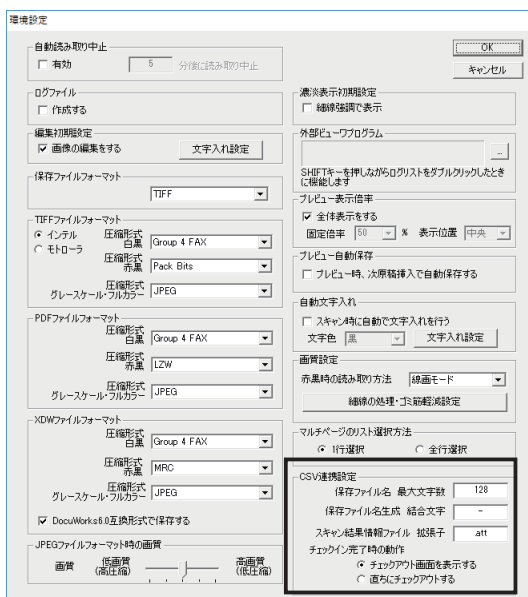 環境設定
自動読み取り中止
有効
5 分後に読み取り中止
OK
キャンセル
ログファイル
作成する
編集初期設定
画像の編集をする 文字入れ設定
保存ファイルフォーマット
TIFF
TIFFファイルフォーマット
インテル
モトローラ
圧縮形式
白黒 Group 4 FAX
圧縮形式
赤黒 Pack Bits
圧縮形式
グレースケール・フルカラー JPEG
PDFファイルフォーマット
圧縮形式
白黒 Group 4 FAX
圧縮形式
赤黒 LZW
圧縮形式
グレースケール・フルカラー JPEG
XDWファイルフォーマット
圧縮形式
白黒 Group 4 FAX
圧縮形式
赤黒 MRC
圧縮形式
グレースケール・フルカラー JPEG
DocuWorks6.0互換形式で保存する
JPEGファイルフォーマット時の画質
画質 低画質 高画質
(高圧縮) (低圧縮)
濃淡表示初期設定
細線強調で表示
外部ビューワプログラム
...
SHIFTキーを押しながらログリストをダブルクリックしたとき
に機能します
プレビュー表示倍率
全体表示をする
固定倍率 50 % 表示位置 中央
プレビュー自動保存
プレビュー時、次原稿挿入で自動保存する
自動文字入れ
スキャン時に自動で文字入れを行う
文字色 黒 文字入れ設定
画質設定
赤黒時の読み取り方法 線画モード
細線の処理・ゴミ筋軽減設定
マルチページのリスト選択方法
1行選択 全行選択
CSV連携設定
保存ファイル名 最大文字数 128
保存ファイル名生成 結合文字 -
スキャン結果情報ファイル 拡張子 .att
チェックイン完了時の動作
チェックアウト画面を表示する
直ちにチェックアウトする